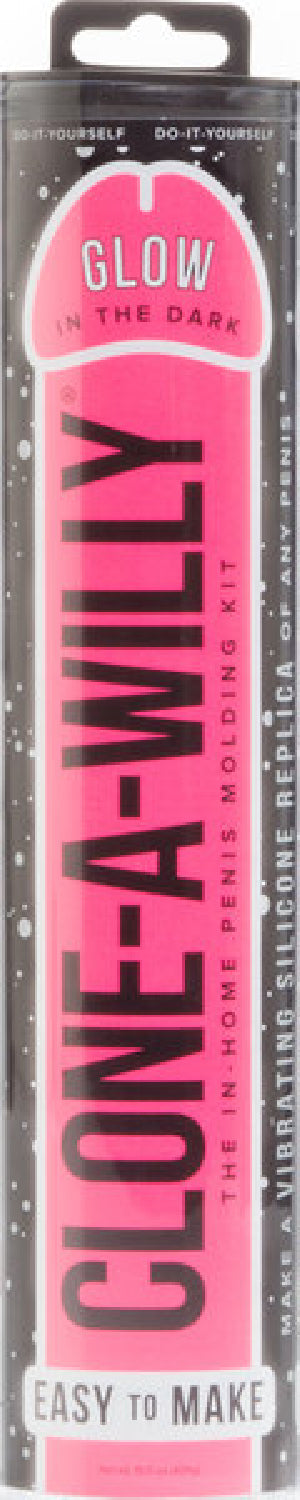 DO-IT-YOURSELF DO-IT-YOURSELF
GLOW
IN THE DARK
CLONE-A-WILLY®
THE IN-HOME PENIS MOLDING KIT
MAKE A VIBRATING SILICONE REPLICA OF ANY PENIS
EASY TO MAKE